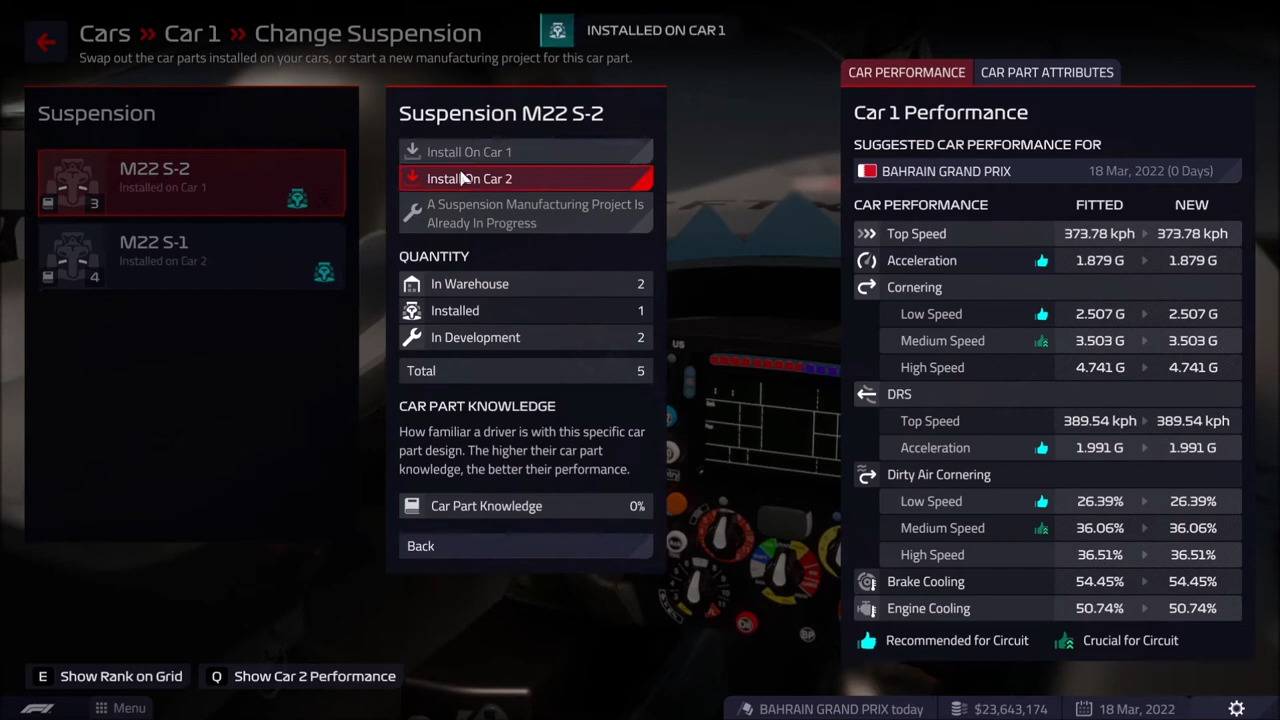 Cars » Car 1 » Change Suspension
INSTALLED ON CAR 1
Swap out the car parts installed on your cars, or start a new manufacturing project for this car part.
Suspension
M22 S-2
Installed on Car 1
3
M22 S-1
Installed on Car 2
4
Suspension M22 S-2
Install On Car 1
Install On Car 2
A Suspension Manufacturing Project Is
Already In Progress
QUANTITY
In Warehouse 2
Installed 1
In Development 2
Total 5
CAR PART KNOWLEDGE
How familiar a driver is with this specific car
part design. The higher their car part
knowledge, the better their performance.
Car Part Knowledge 0%
Back
CAR PERFORMANCE CAR PART ATTRIBUTES
Car 1 Performance
SUGGESTED CAR PERFORMANCE FOR
BAHRAIN GRAND PRIX 18 Mar, 2022 (0 Days)
CAR PERFORMANCE FITTED NEW
Top Speed 373.78 kph 373.78 kph
Acceleration 1.879 G 1.879 G
Cornering
Low Speed 2.507 G 2.507 G
Medium Speed 3.503 G 3.503 G
High Speed 4.741 G 4.741 G
DRS
Top Speed 389.54 kph 389.54 kph
Acceleration 1.991 G 1.991 G
Dirty Air Cornering
Low Speed 26.39% 26.39%
Medium Speed 36.06% 36.06%
High Speed 36.51% 36.51%
Brake Cooling 54.45% 54.45%
Engine Cooling 50.74% 50.74%
Recommended for Circuit Crucial for Circuit
US
BP
E Show Rank on Grid Q Show Car 2 Performance
F1 Menu
BAHRAIN GRAND PRIX today $23,643,174 18 Mar, 2022